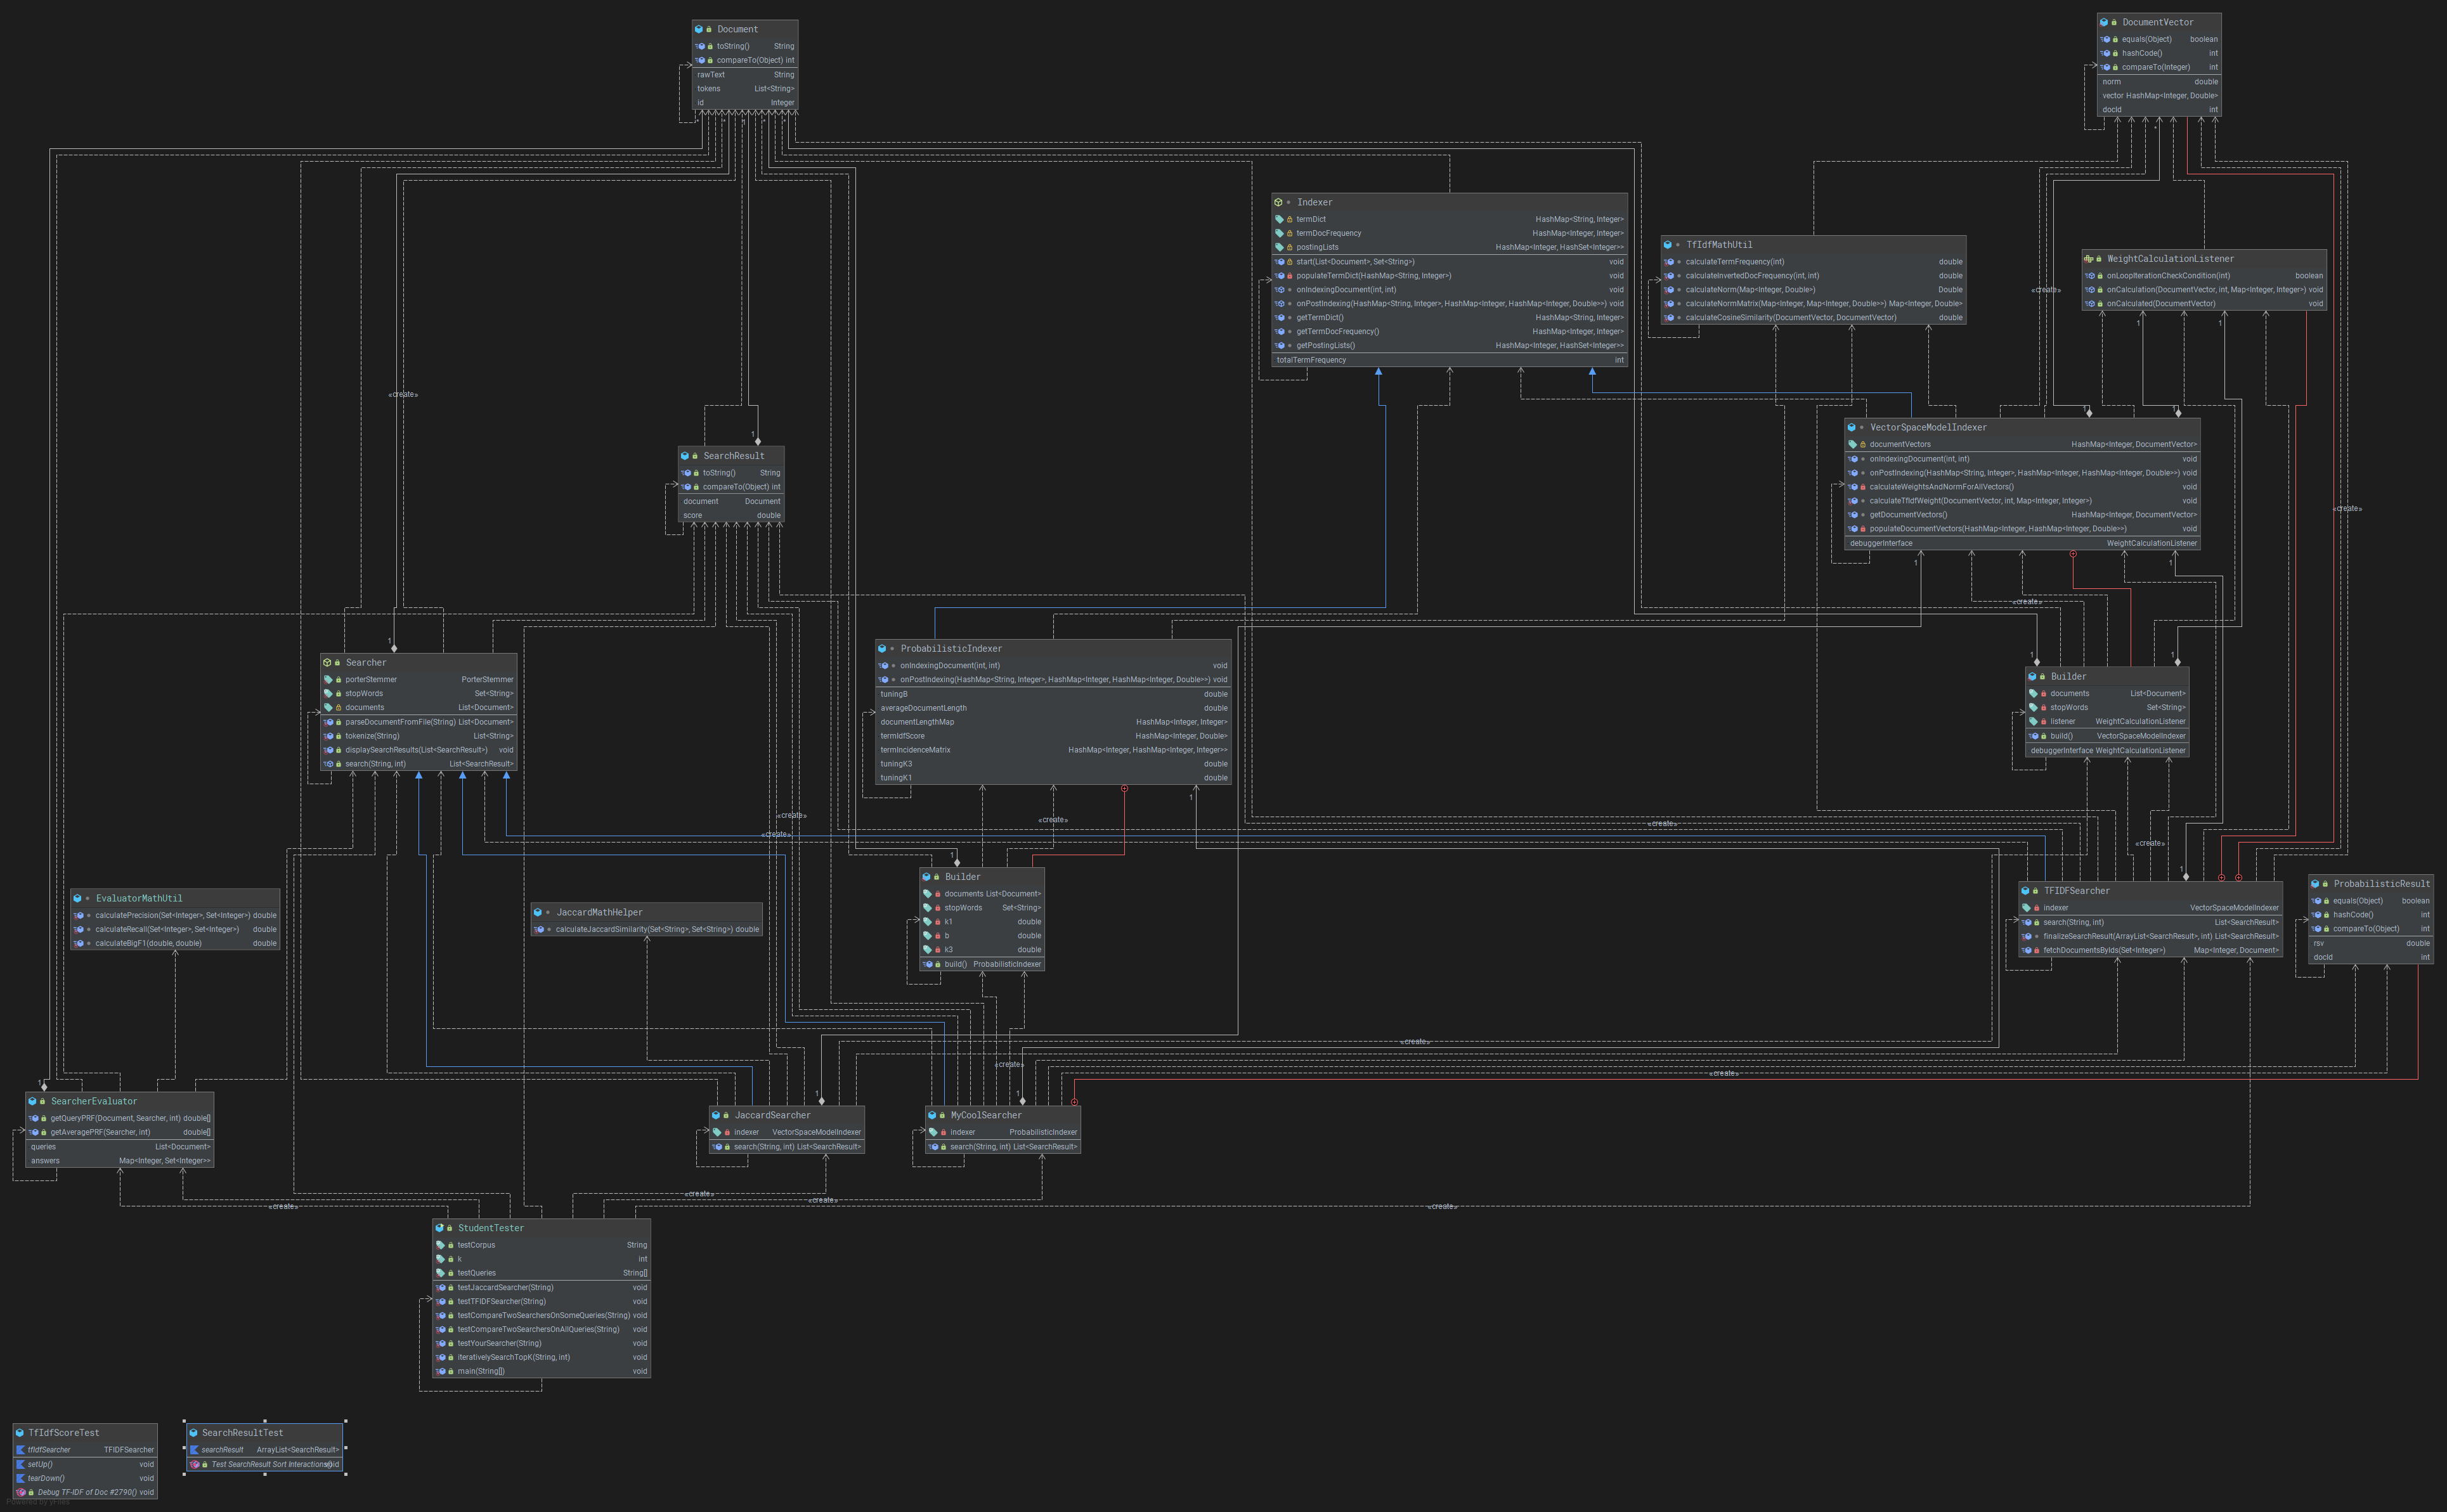 Document
toString() String
compareTo(Object) int
rawText String
tokens List<String>
id Integer
DocumentVector
equals(Object) boolean
hashCode() int
compareTo(Integer) int
norm double
vector HashMap<Integer, Double>
docId int
Indexer
termDict HashMap<String, Integer>
termDocFrequency HashMap<Integer, Integer>
postingLists HashMap<Integer, HashSet<Integer>>
start(List<Document>, Set<String>) void
populateTermDict(HashMap<String, Integer>) void
onIndexingDocument(int, int) void
onPostIndexing(HashMap<String, Integer>, HashMap<Integer, HashMap<Integer, Double>>) void
getTermDict() HashMap<String, Integer>
getTermDocFrequency() HashMap<Integer, Integer>
getPostingLists() HashMap<Integer, HashSet<Integer>>
totalTermFrequency int
TfIdfMathUtil
calculateTermFrequency(int) double
calculateInvertedDocFrequency(int, int) double
calculateNorm(Map<Integer, Double>) Double
calculateNormMatrix(Map<Integer, Map<Integer, Double>>) Map<Integer, Double>
calculateCosineSimilarity(DocumentVector, DocumentVector) double
WeightCalculationListener
onLoopIterationCheckCondition(int) boolean
onCalculation(DocumentVector, int, Map<Integer, Integer>) void
onCalculated(DocumentVector) void
«create»
«create»
SearchResult
toString() String
compareTo(Object) int
document Document
score double
VectorSpaceModelIndexer
documentVectors HashMap<Integer, DocumentVector>
onIndexingDocument(int, int) void
onPostIndexing(HashMap<String, Integer>, HashMap<Integer, HashMap<Integer, Double>>) void
calculateWeightsAndNormForAllVectors() void
calculateTfIdfWeight(DocumentVector, int, Map<Integer, Integer>) void
getDocumentVectors() HashMap<Integer, DocumentVector>
populateDocumentVectors(HashMap<Integer, HashMap<Integer, Double>>) void
debuggerInterface WeightCalculationListener
«create»
«create»
Searcher
porterStemmer PorterStemmer
stopWords Set<String>
documents List<Document>
parseDocumentFromFile(String) List<Document>
tokenize(String) List<String>
displaySearchResults(List<SearchResult>) void
search(String, int) List<SearchResult>
ProbabilisticIndexer
onIndexingDocument(int, int) void
onPostIndexing(HashMap<String, Integer>, HashMap<Integer, HashMap<Integer, Double>>) void
tuningB double
averageDocumentLength double
documentLengthMap HashMap<Integer, Integer>
termIdfScore HashMap<Integer, Double>
termIncidenceMatrix HashMap<Integer, HashMap<Integer, Integer>>
tuningK3 double
tuningK1 double
Builder
documents List<Document>
stopWords Set<String>
listener WeightCalculationListener
build() VectorSpaceModelIndexer
debuggerInterface WeightCalculationListener
«create»
«create»
«create»
«create»
«create»
EvaluatorMathUtil
calculatePrecision(Set<Integer>, Set<Integer>) double
calculateRecall(Set<Integer>, Set<Integer>) double
calculateBigF1(double, double) double
JaccardMathHelper
calculateJaccardSimilarity(Set<String>, Set<String>) double
Builder
documents List<Document>
stopWords Set<String>
k1 double
b double
k3 double
build() ProbabilisticIndexer
TFIDFSearcher
indexer VectorSpaceModelIndexer
search(String, int) List<SearchResult>
finalizeSearchResult(ArrayList<SearchResult>, int) List<SearchResult>
fetchDocumentsByIds(Set<Integer>) Map<Integer, Document>
ProbabilisticResult
equals(Object) boolean
hashCode() int
compareTo(Object) int
rsv double
docId int
«create»
«create»
«create»
SearcherEvaluator
getQueryPRF(Document, Searcher, int) double[]
getAveragePRF(Searcher, int) double[]
queries List<Document>
answers Map<Integer, Set<Integer>>
JaccardSearcher
indexer VectorSpaceModelIndexer
search(String, int) List<SearchResult>
MyCoolSearcher
indexer ProbabilisticIndexer
search(String, int) List<SearchResult>
«create»
«create»
«create»
«create»
StudentTester
testCorpus String
k int
testQueries String[]
testJaccardSearcher(String) void
testTFIDFSearcher(String) void
testCompareTwoSearchersOnSomeQueries(String) void
testCompareTwoSearchersOnAllQueries(String) void
testYourSearcher(String) void
iterativelySearchTopK(String, int) void
main(String[]) void
TfIdfScoreTest
tfIdfSearcher TFIDFSearcher
setUp() void
tearDown() void
Debug TF-IDF of Doc #2790() void
SearchResultTest
searchResult ArrayList<SearchResult>
Test SearchResult Sort Interactions() void
Powered by yFiles